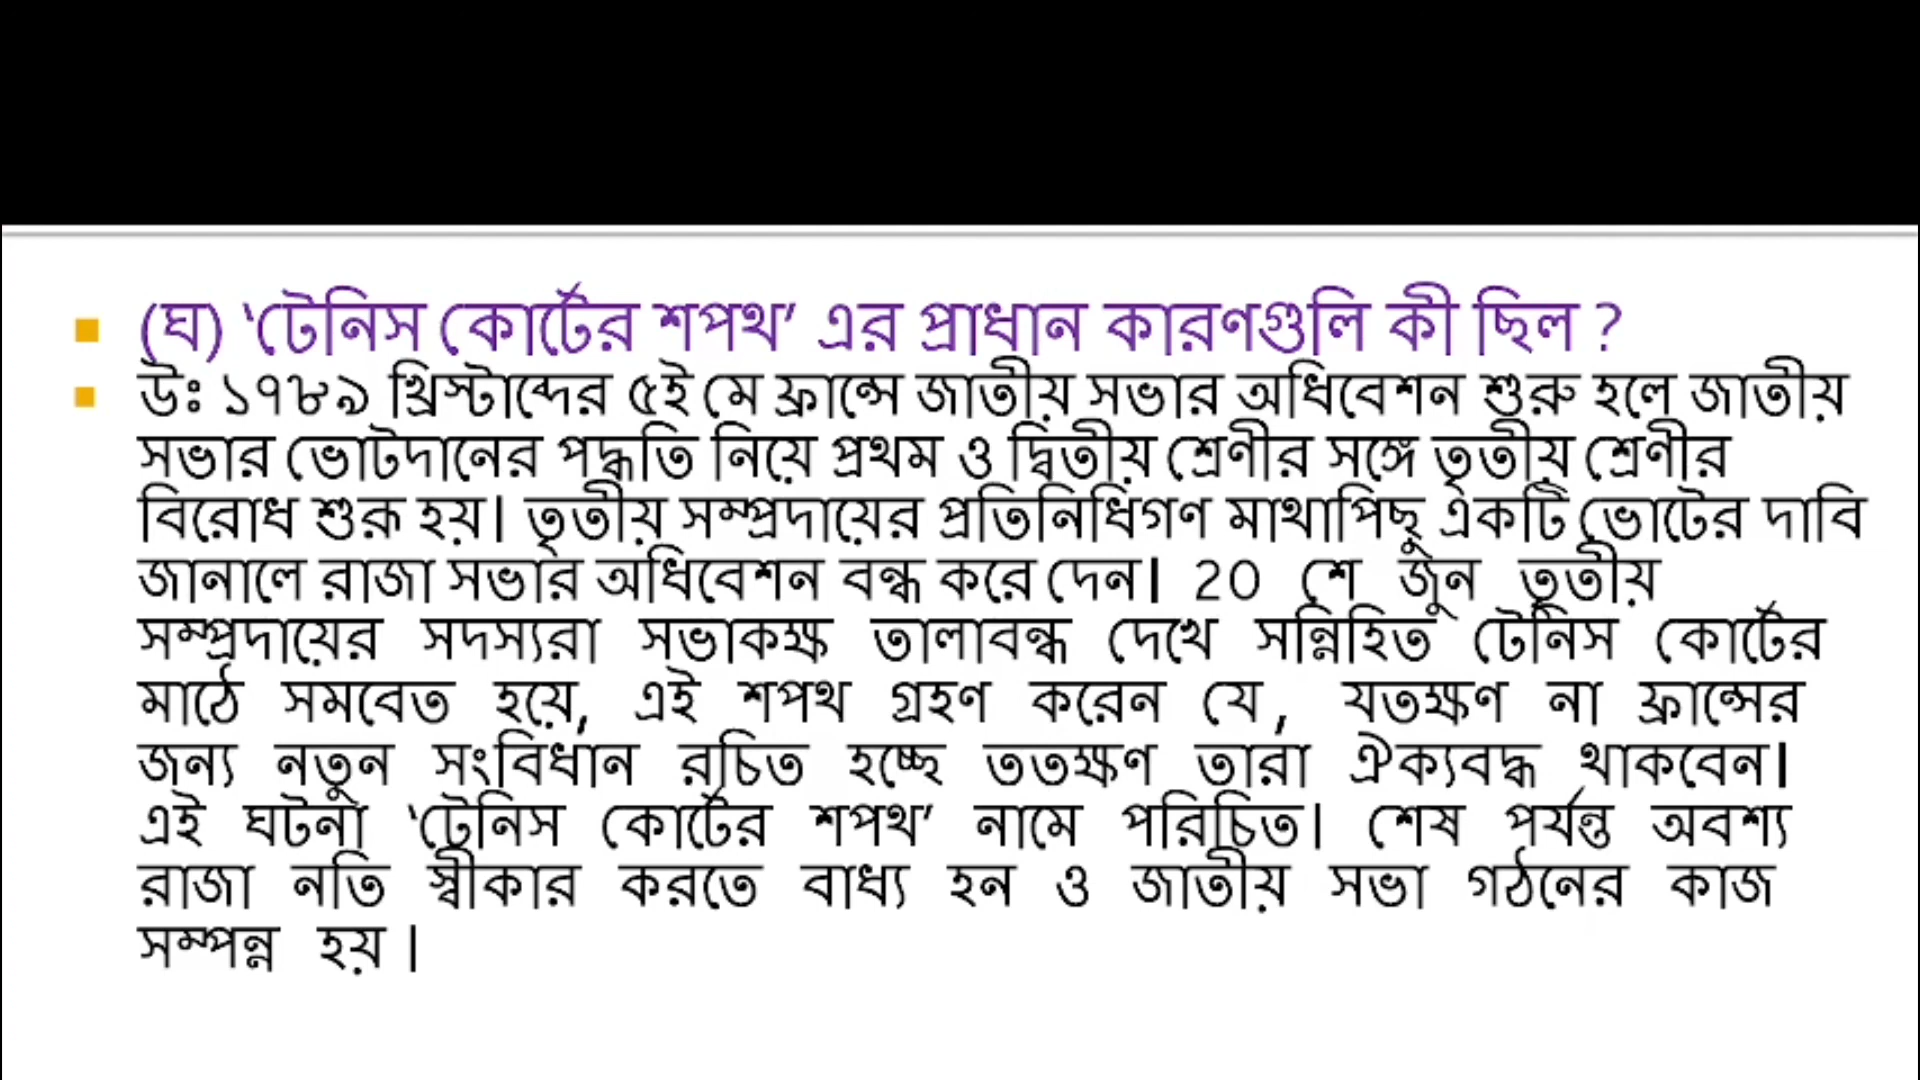 (ঘ) ‘টেনিস কোর্টের শপথ’ এর প্রাধান কারণগুলি কী ছিল ?
উঃ ১৭৮৯ খ্রিস্টাব্দের ৫ই মে ফ্রান্সে জাতীয় সভার অধিবেশন শুরু হলে জাতীয়
সভার ভোটদানের পদ্ধতি নিয়ে প্রথম ও দ্বিতীয় শ্রেণীর সঙ্গে তৃতীয় শ্রেণীর
বিরোধ শুরূ হয়। তৃতীয় সম্প্রদায়ের প্রতিনিধিগণ মাথাপিছু একটি ভোটের দাবি
জানালে রাজা সভার অধিবেশন বন্ধ করে দেন। 20 শে জুন তৃতীয়
সম্প্রদায়ের সদস্যরা সভাকক্ষ তালাবন্ধ দেখে সন্নিহিত টেনিস কোর্টের
মাঠে সমবেত হয়ে, এই শপথ গ্রহণ করেন যে, যতক্ষণ না ফ্রান্সের
জন্য নতুন সংবিধান রচিত হচ্ছে ততক্ষণ তারা ঐক্যবদ্ধ থাকবেন।
এই ঘটনা ‘টেনিস কোর্টের শপথ’ নামে পরিচিত। শেষ পর্যন্ত অবশ্য
রাজা নতি স্বীকার করতে বাধ্য হন ও জাতীয় সভা গঠনের কাজ
সম্পন্ন হয় ।